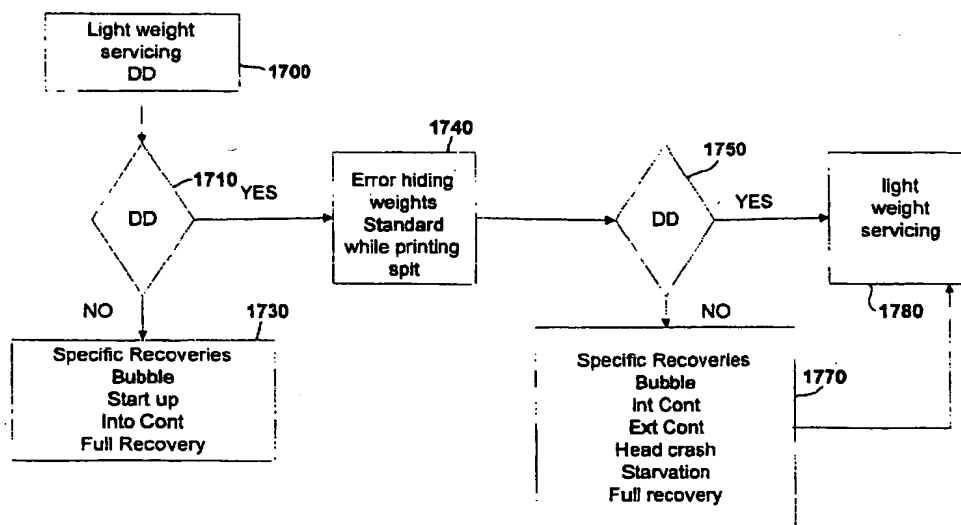 Light weight
servicing
DD
1700
1710
DD
YES
NO
1730
Specific Recoveries
Bubble
Start up
Into Cont
Full Recovery
1740
Error hiding
weights
Standard
while printing
spit
1750
DD
YES
NO
Specific Recoveries
Bubble
Int Cont
Ext Cont
Head crash
Starvation
Full recovery
1770
light
weight
servicing
1780